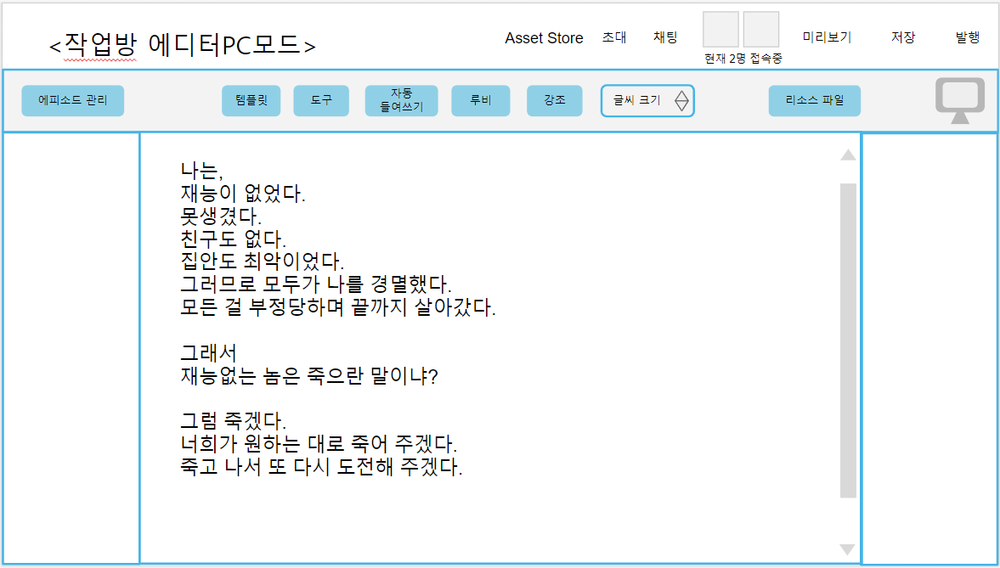 <작업방 에디터PC모드>
Asset Store 초대 채팅 미리보기 저장 발행
현재 2명 접속중
에피소드 관리 템플릿 도구 자동 들여쓰기 루비 강조 글씨 크기 리소스 파일
나는,
재능이 없었다.
못생겼다.
친구도 없다.
집안도 최악이었다.
그러므로 모두가 나를 경멸했다.
모든 걸 부정당하며 끝까지 살아갔다.
그래서
재능없는 놈은 죽으란 말이냐?
그럼 죽겠다.
너희가 원하는 대로 죽어 주겠다.
죽고 나서 또 다시 도전해 주겠다.